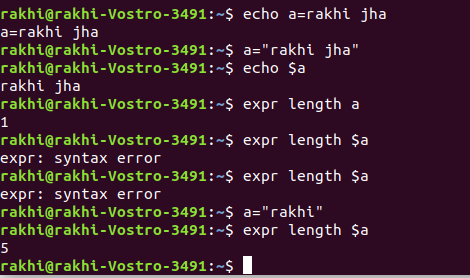 rakhi@rakhi-Vostro-3491:~$ echo a=rakhi jha
a=rakhi jha
rakhi@rakhi-Vostro-3491:~$ a="rakhi jha"
rakhi@rakhi-Vostro-3491:~$ echo $a
rakhi jha
rakhi@rakhi-Vostro-3491:~$ expr length a
1
rakhi@rakhi-Vostro-3491:~$ expr length $a
expr: syntax error
rakhi@rakhi-Vostro-3491:~$ expr length $a
expr: syntax error
rakhi@rakhi-Vostro-3491:~$ a="rakhi"
rakhi@rakhi-Vostro-3491:~$ expr length $a
5
rakhi@rakhi-Vostro-3491:~$